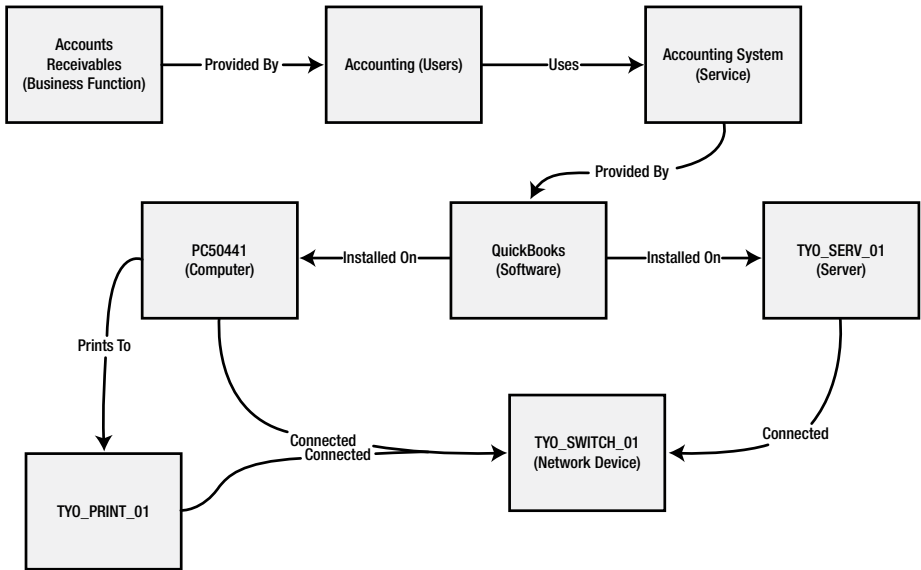 Accounts
Receivables
(Business Function)
Provided By
Accounting (Users)
Uses
Accounting System
(Service)
Provided By
PC50441
(Computer)
Installed On
QuickBooks
(Software)
Installed On
TYO_SERV_01
(Server)
Prints To
Connected
Connected
TYO_SWITCH_01
(Network Device)
Connected
TYO_PRINT_01